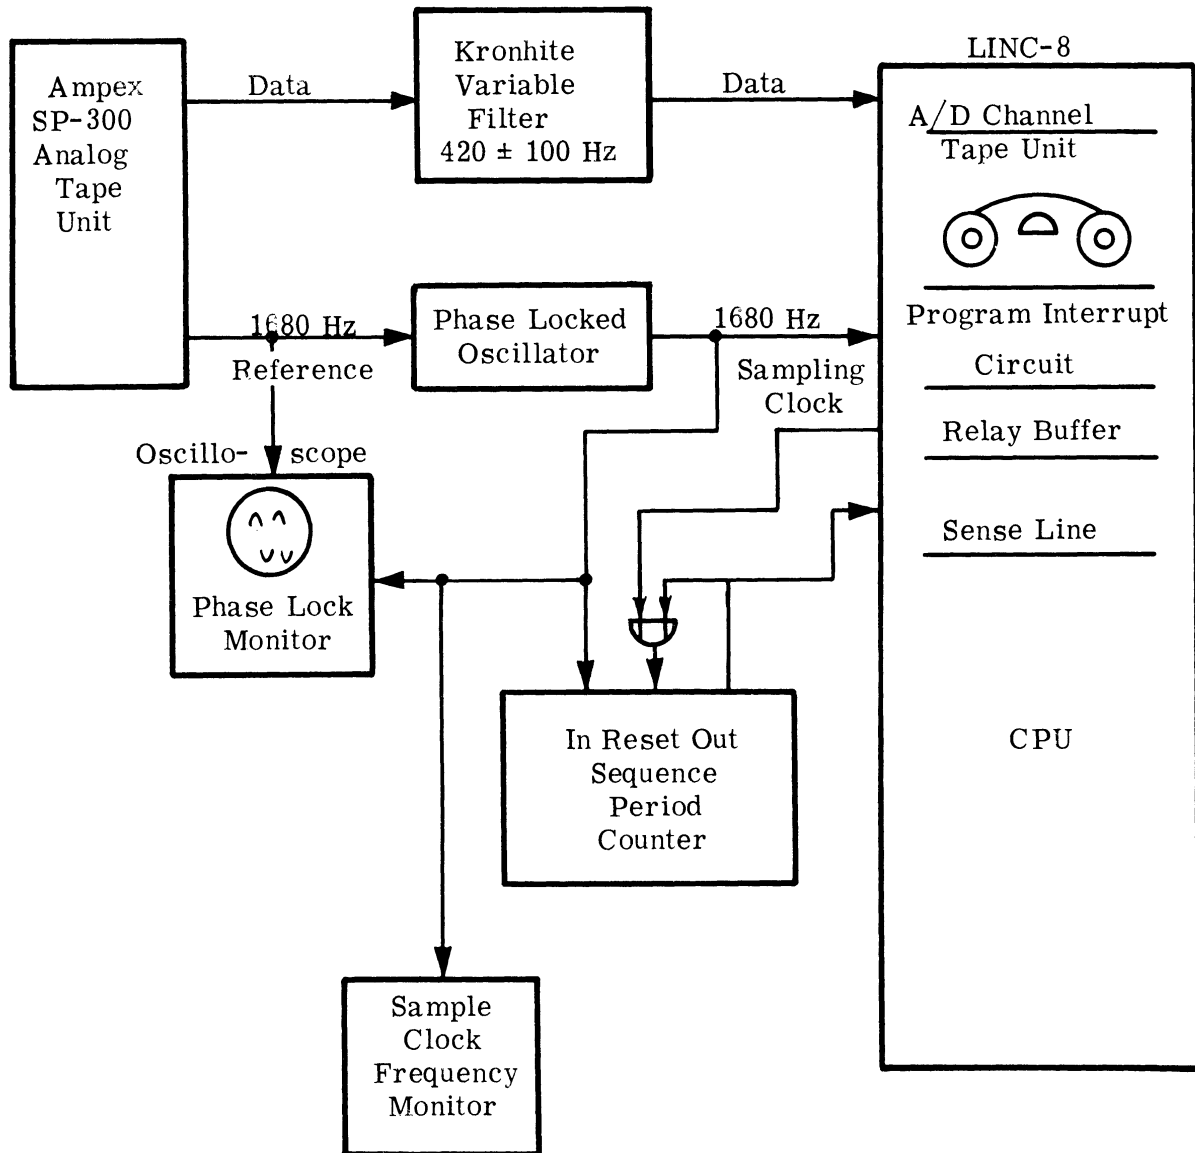 Ampex
SP-300
Analog
Tape
Unit
Data
Kronhite
Variable
Filter
420 ± 100 Hz
Data
LINC-8
A/D Channel
Tape Unit
Program Interrupt
Circuit
Relay Buffer
Sense Line
CPU
1680 Hz
Reference
Phase Locked
Oscillator
1680 Hz
Sampling
Clock
Oscillo- scope
Phase Lock
Monitor
In Reset Out
Sequence
Period
Counter
Sample
Clock
Frequency
Monitor